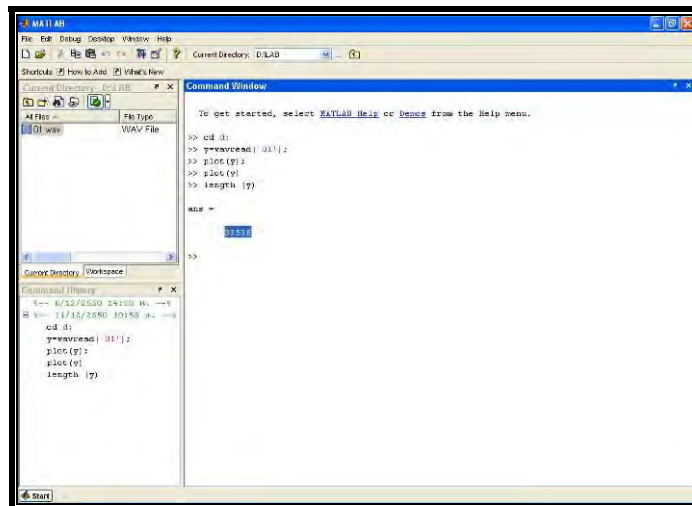 MATLAB
File Edit Debug Desktop Window Help
Current Directory: D:\LAB
Shortcuts How to Add What's New
Current Directory - D:\LAB
All Files File Type
01.wav WAV File
Current Directory Workspace
Command History
cd d:
y=wavread('01');
plot(y);
plot(y)
length (y)
Command Window
To get started, select MATLAB Help or Demos from the Help menu.
>> cd d:
>> y=wavread('01');
>> plot(y);
>> plot(y)
>> length (y)
ans =
>>
Start